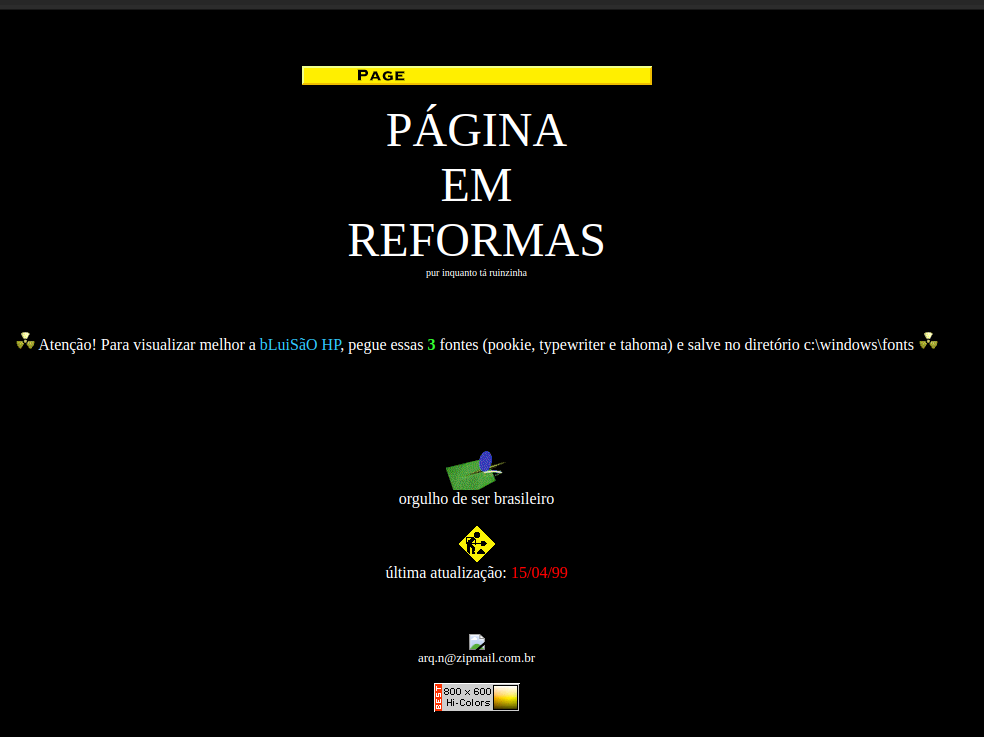 Page
PÁGINA
EM
REFORMAS
pur inquanto tá ruinzinha
Atenção! Para visualizar melhor a bLuiSãO HP, pegue essas 3 fontes (pookie, typewriter e tahoma) e salve no diretório c:\windows\fonts
orgulho de ser brasileiro
última atualização: 15/04/99
arq.n@zipmail.com.br
BEST
800 x 600
Hi-Colors